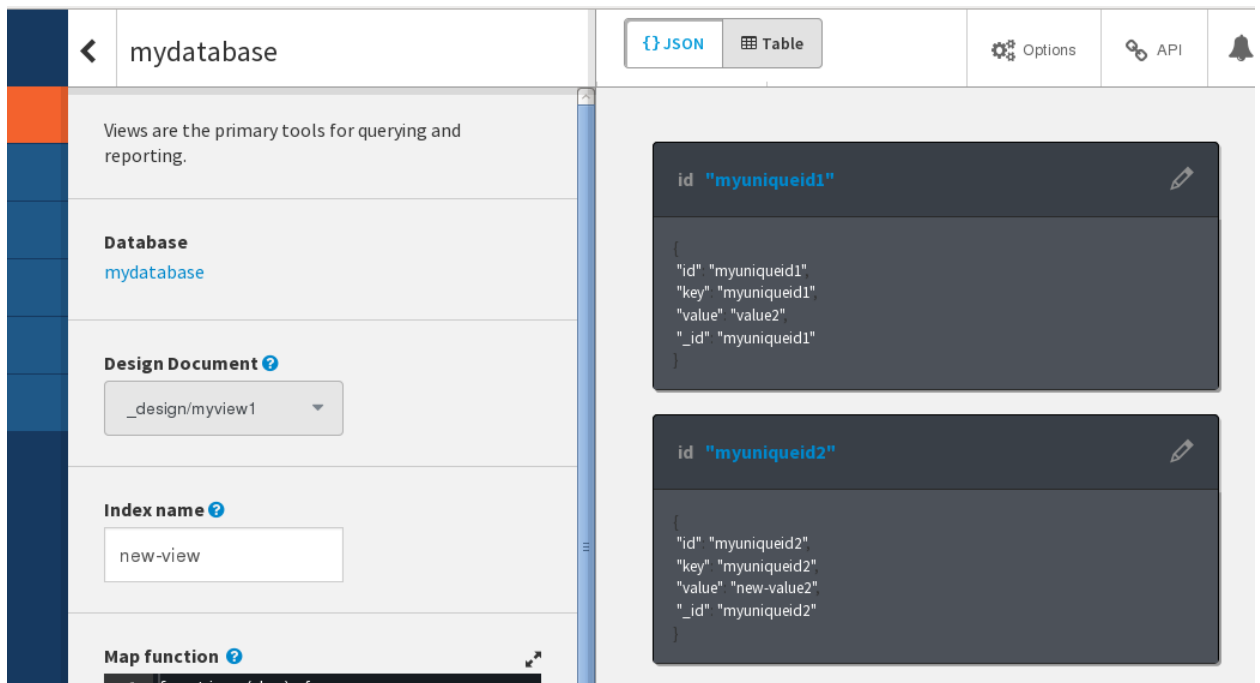 mydatabase
{} JSON
Table
Options
API
Views are the primary tools for querying and
reporting.
Database
mydatabase
Design Document
_design/myview1
Index name
new-view
Map function
id "myuniqueid1"
{
"id": "myuniqueid1",
"key": "myuniqueid1",
"value": "value2",
"_id": "myuniqueid1"
}
id "myuniqueid2"
{
"id": "myuniqueid2",
"key": "myuniqueid2",
"value": "new-value2",
"_id": "myuniqueid2"
}